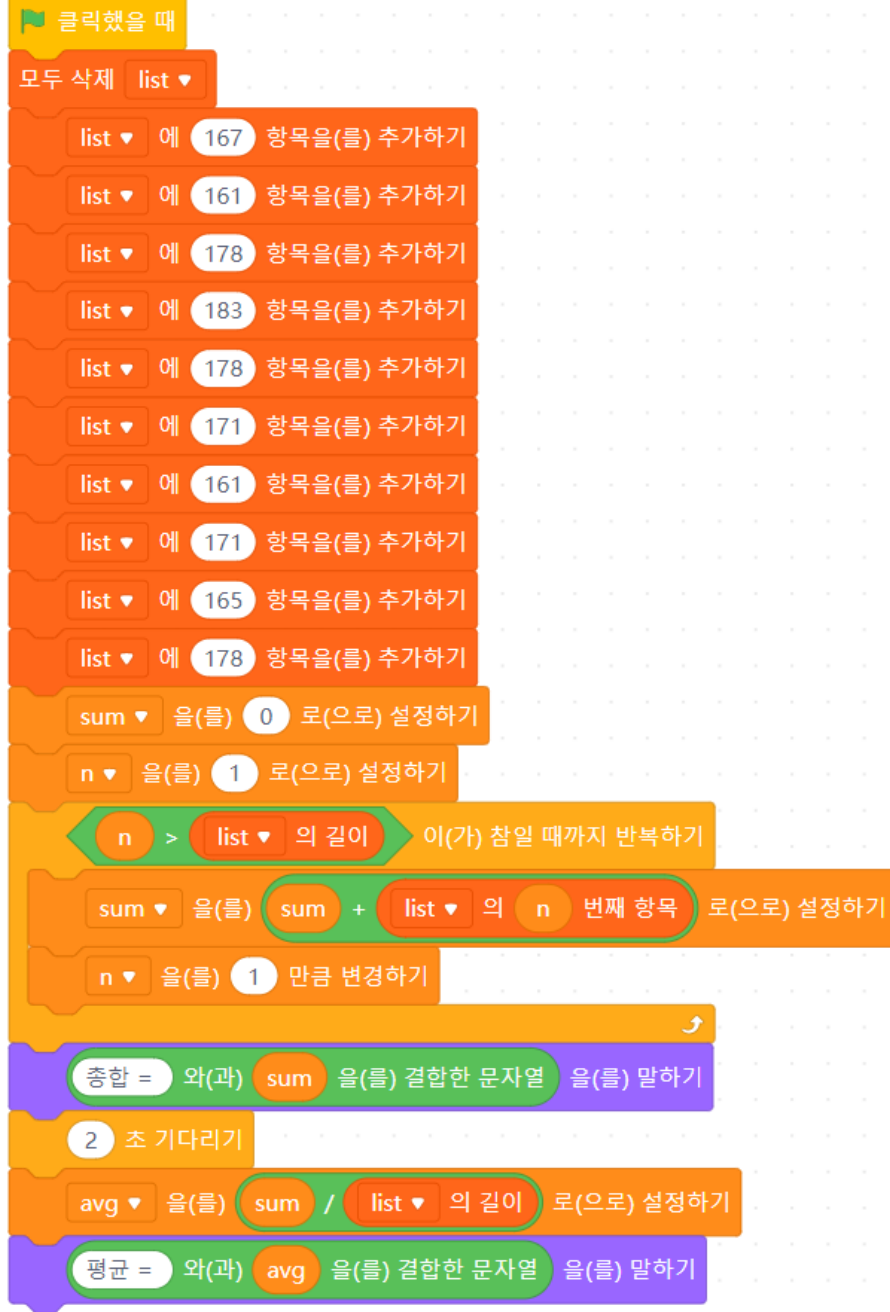 클릭했을 때
모두 삭제 list
list 에 167 항목을(를) 추가하기
list 에 161 항목을(를) 추가하기
list 에 178 항목을(를) 추가하기
list 에 183 항목을(를) 추가하기
list 에 178 항목을(를) 추가하기
list 에 171 항목을(를) 추가하기
list 에 161 항목을(를) 추가하기
list 에 171 항목을(를) 추가하기
list 에 165 항목을(를) 추가하기
list 에 178 항목을(를) 추가하기
sum 을(를) 0 로(으로) 설정하기
n 을(를) 1 로(으로) 설정하기
n > list 의 길이 이(가) 참일 때까지 반복하기
sum 을(를) sum + list 의 n 번째 항목 로(으로) 설정하기
n 을(를) 1 만큼 변경하기
총합 = 와(과) sum 을(를) 결합한 문자열 을(를) 말하기
2 초 기다리기
avg 을(를) sum / list 의 길이 로(으로) 설정하기
평균 = 와(과) avg 을(를) 결합한 문자열 을(를) 말하기